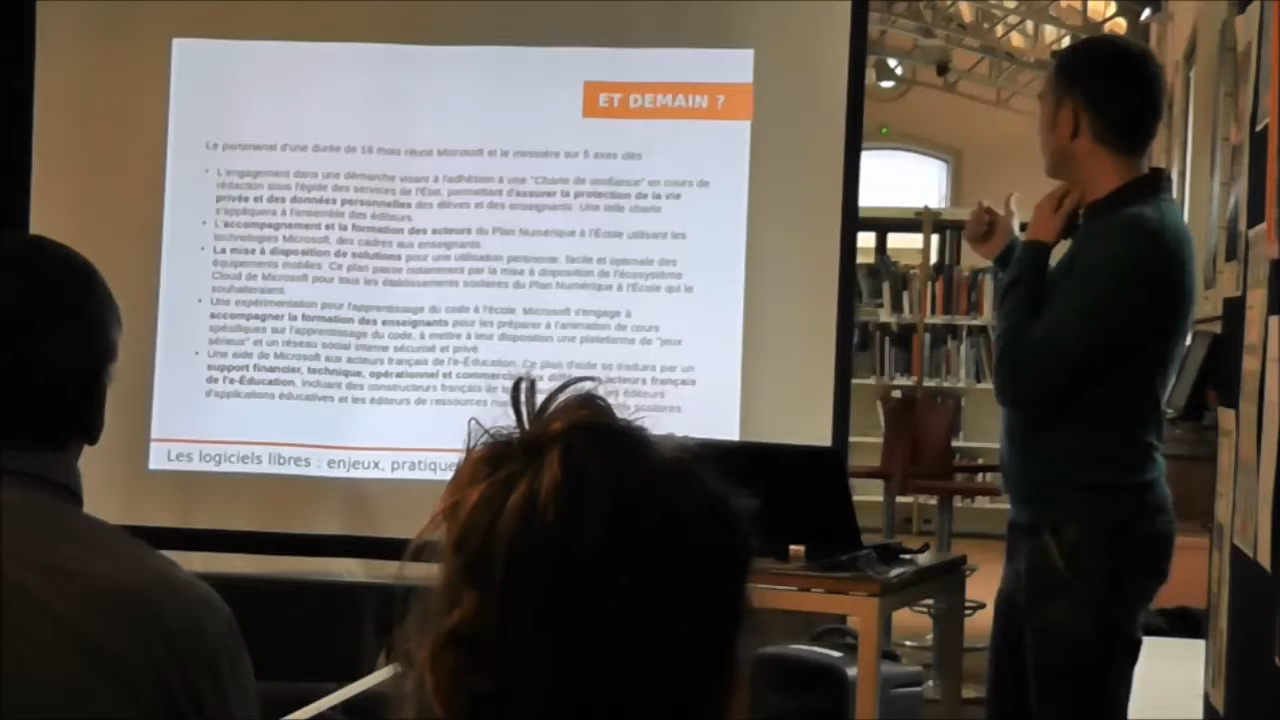 ET DEMAIN ?
Le partenariat d'une durée de 18 mois réunit Microsoft et le ministère sur 5 axes clés
L'engagement dans une démarche visant à l'adhésion à une "Charte de confiance" en cours de
rédaction sous l'égide des services de l'État, permettant d'assurer la protection de la vie
privée et des données personnelles des élèves et des enseignants. Une telle charte
s'appliquera à l'ensemble des éditeurs.
L'accompagnement et la formation des acteurs du Plan Numérique à l'École utilisant les
technologies Microsoft, des cadres aux enseignants.
La mise à disposition de solutions pour une utilisation pertinente, facile et optimale des
équipements mobiles. Ce plan passe notamment par la mise à disposition de l'écosystème
Cloud de Microsoft pour tous les établissements scolaires du Plan Numérique à l'École qui le
souhaiteraient.
Une expérimentation pour l'apprentissage du code à l'école. Microsoft s'engage à
accompagner la formation des enseignants pour les préparer à l'animation de cours
spécifiques sur l'apprentissage du code, à mettre à leur disposition une plateforme de "jeux
sérieux" et un réseau social interne sécurisé et privé.
Une aide de Microsoft aux acteurs français de l'e-Éducation. Ce plan d'aide se traduira par un
support financier, technique, opérationnel et commercial acteurs français
de l'e-Éducation, incluant des constructeurs français de les éditeurs
d'applications éducatives et les éditeurs de ressources scolaires.
Les logiciels libres : enjeux, pratique